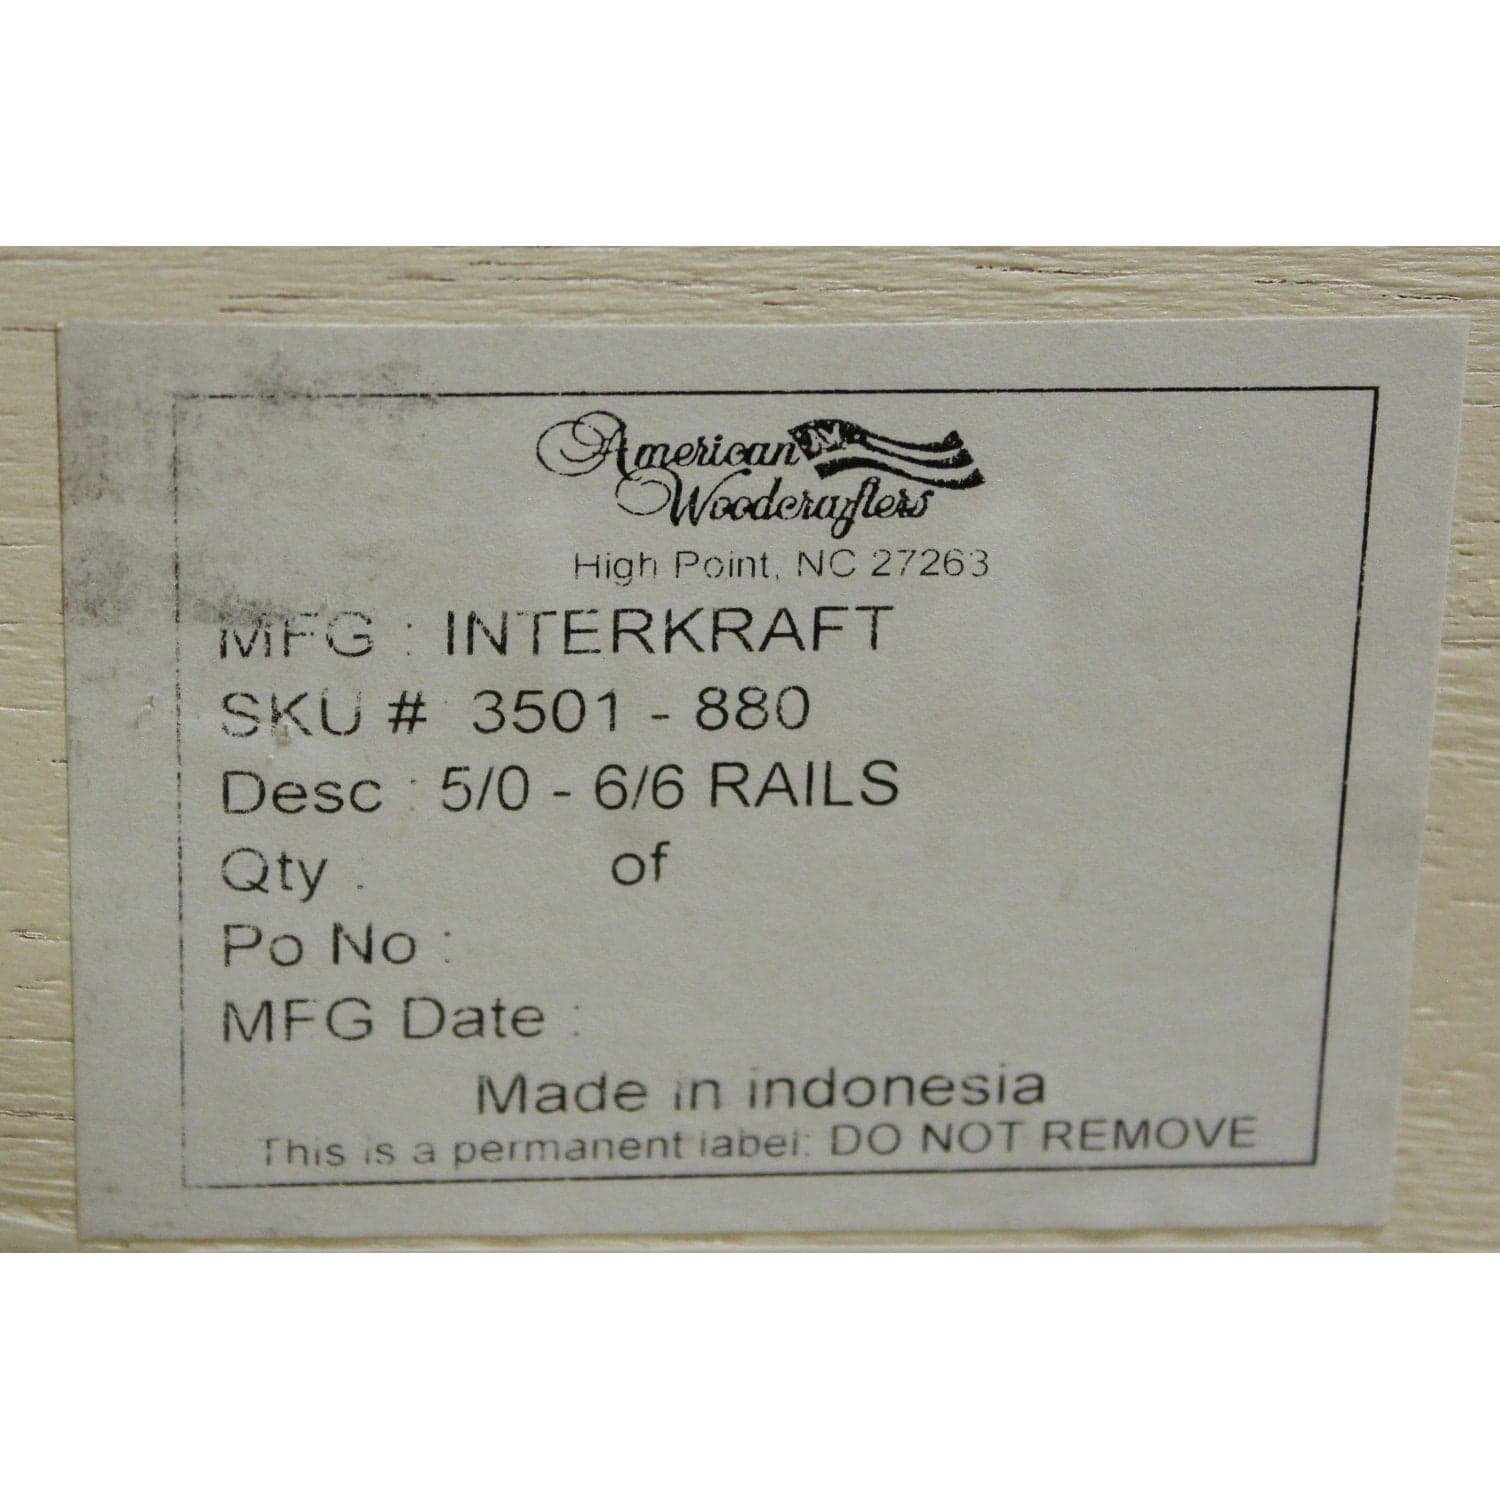 American
Woodcrafters
High Point, NC 27263
MFG : INTERKRAFT
SKU # 3501 - 880
Desc : 5/0 - 6/6 RAILS
Qty : of
Po No :
MFG Date :
Made in indonesia
This is a permanent label: DO NOT REMOVE